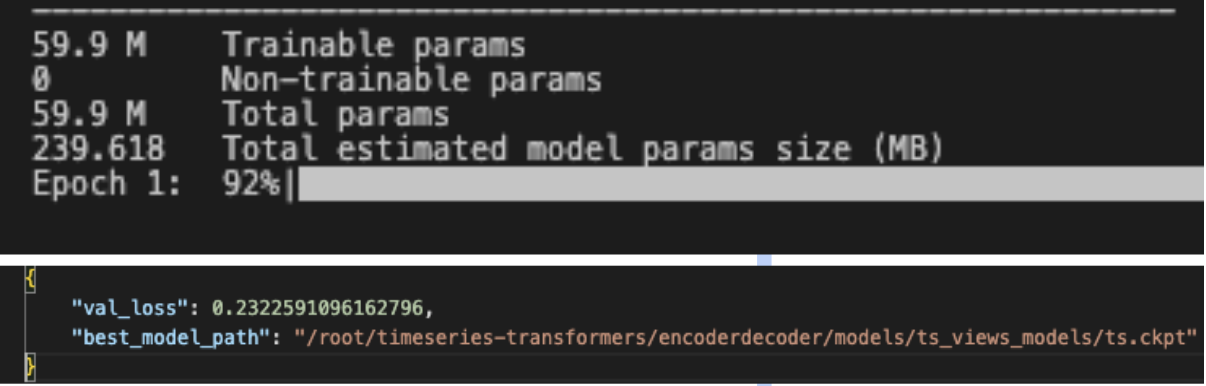 59.9 M Trainable params
0 Non-trainable params
59.9 M Total params
239.618 Total estimated model params size (MB)
Epoch 1: 92%|
{
"val_loss": 0.2322591096162796,
"best_model_path": "/root/timeseries-transformers/encoderdecoder/models/ts_views_models/ts.ckpt"
}